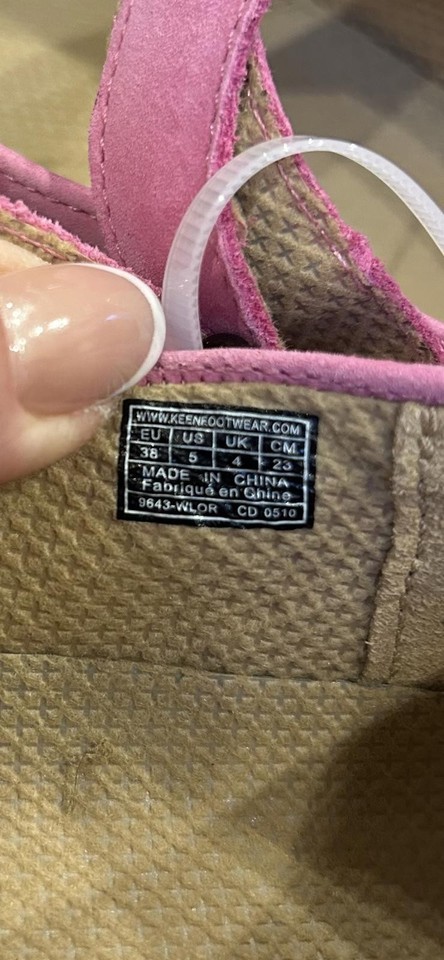 WWW.KEENFOOTWEAR.COM
EU US UK CM
38 5 4 23
MADE IN CHINA
Fabriqué en Chine
9643-WLOR CD 0510